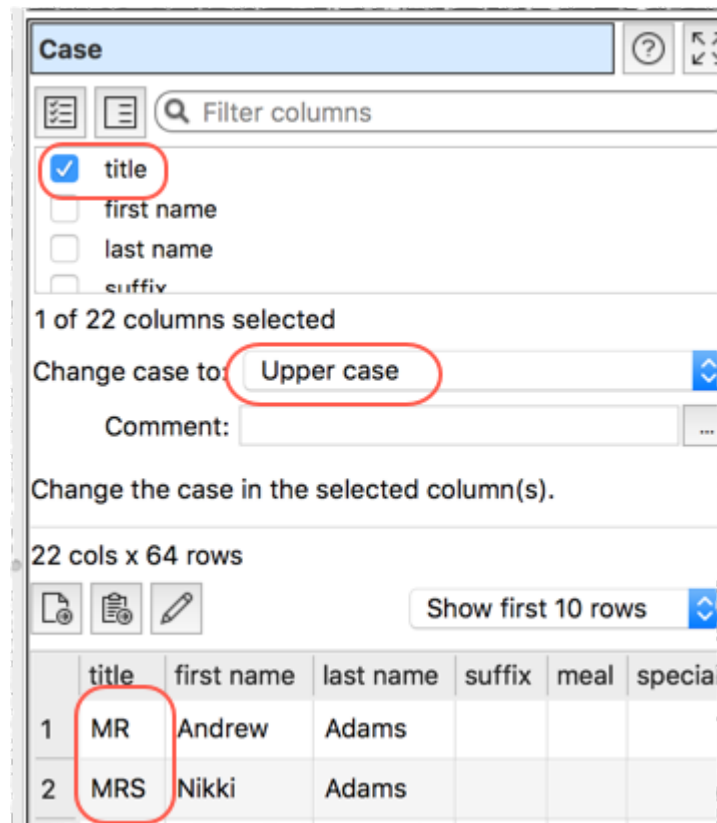 Case
Filter columns
title
first name
last name
suffix
1 of 22 columns selected
Change case to: Upper case
Comment:
...
Change the case in the selected column(s).
22 cols x 64 rows
Show first 10 rows
title first name last name suffix meal special
1 MR Andrew Adams
2 MRS Nikki Adams